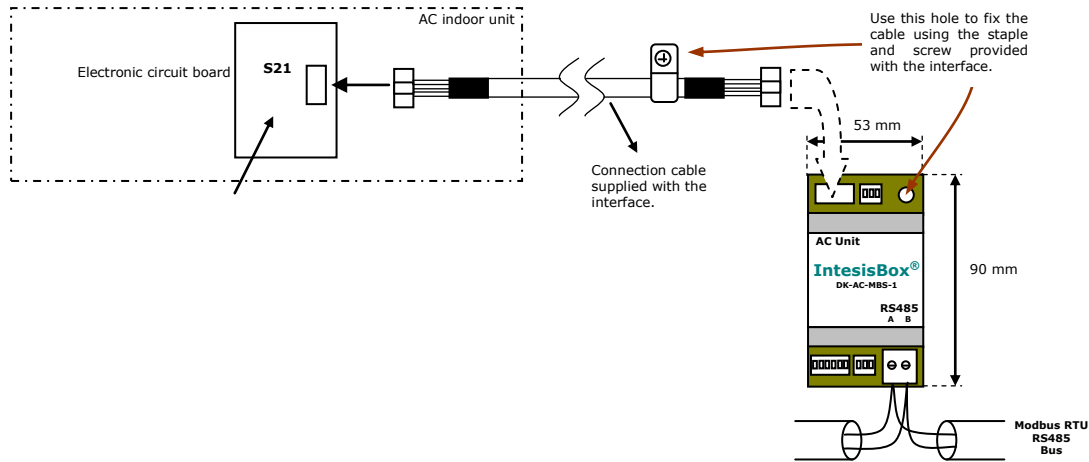 AC indoor unit
Electronic circuit board
S21
Use this hole to fix the
cable using the staple
and screw provided
with the interface.
53 mm
Connection cable
supplied with the
interface.
AC Unit
IntesisBox®
DK-AC-MBS-1
RS485
A B
90 mm
Modbus RTU
RS485
Bus